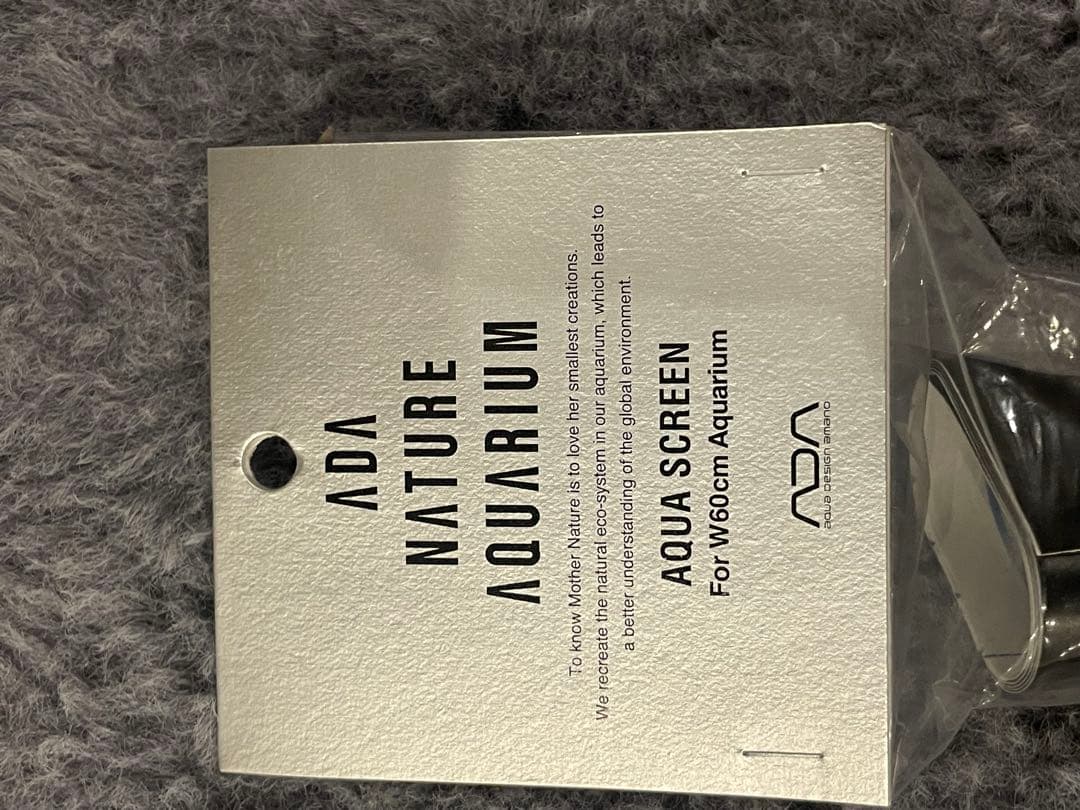 ADA
NATURE
AQUARIUM
To know Mother Nature is to love her smallest creations.
We recreate the natural eco-system in our aquarium, which leads to
a better understanding of the global environment.
AQUA SCREEN
For W60cm Aquarium
ADA
aqua design amano